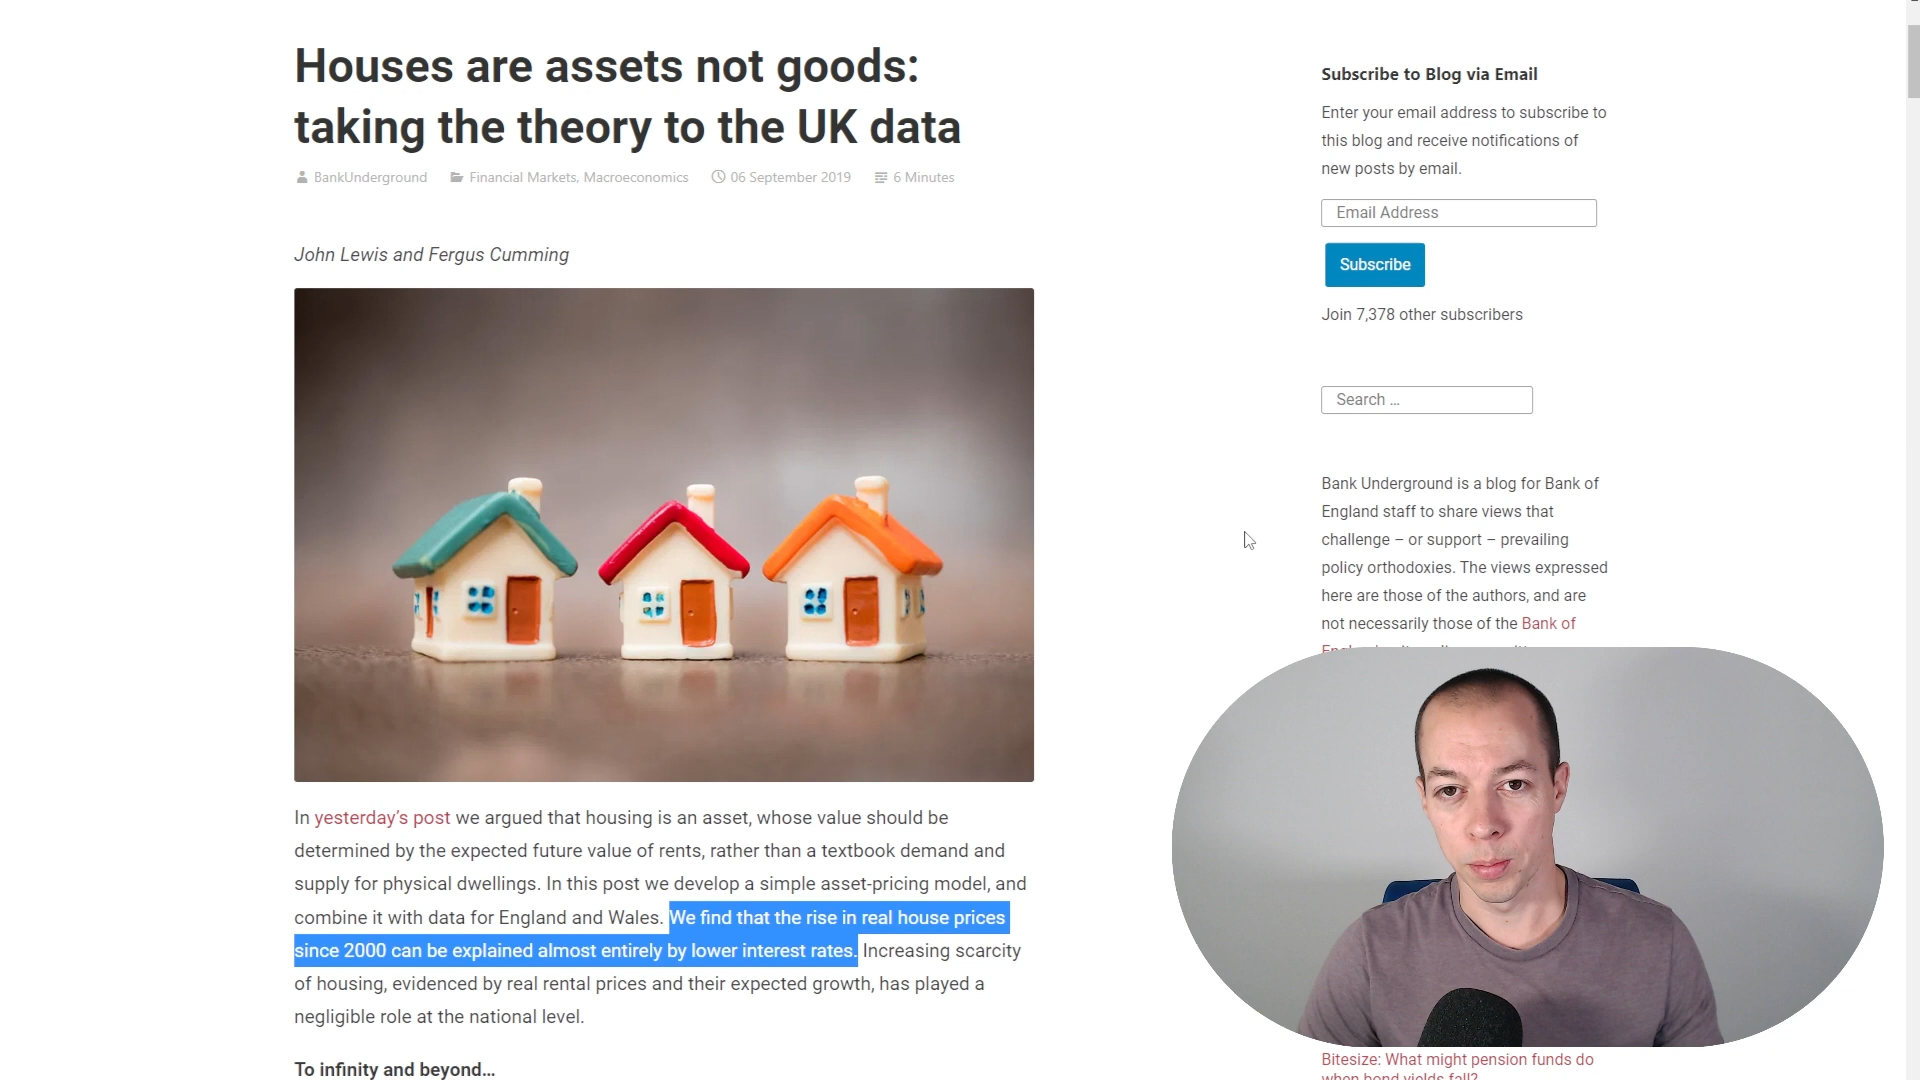 Houses are assets not goods:
taking the theory to the UK data
BankUnderground Financial Markets, Macroeconomics 06 September 2019 6 Minutes
John Lewis and Fergus Cumming
In yesterday’s post we argued that housing is an asset, whose value should be
determined by the expected future value of rents, rather than a textbook demand and
supply for physical dwellings. In this post we develop a simple asset-pricing model, and
combine it with data for England and Wales. We find that the rise in real house prices
since 2000 can be explained almost entirely by lower interest rates. Increasing scarcity
of housing, evidenced by real rental prices and their expected growth, has played a
negligible role at the national level.
To infinity and beyond…
Subscribe to Blog via Email
Enter your email address to subscribe to
this blog and receive notifications of
new posts by email.
Email Address
Subscribe
Join 7,378 other subscribers
Search …
Bank Underground is a blog for Bank of
England staff to share views that
challenge – or support – prevailing
policy orthodoxies. The views expressed
here are those of the authors, and are
not necessarily those of the Bank of
Bitesize: What might pension funds do
when bond yields fall?